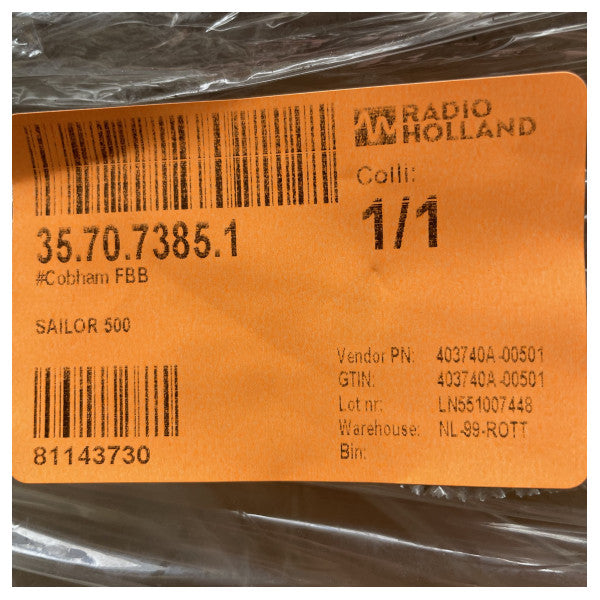 RADIO
HOLLAND
Colli:
1/1
35.70.7385.1
#Cobham FBB
SAILOR 500
Vendor PN: 403740A-00501
GTIN: 403740A-00501
Lot nr: LN551007448
Warehouse: NL-99-ROTT
Bin:
81143730